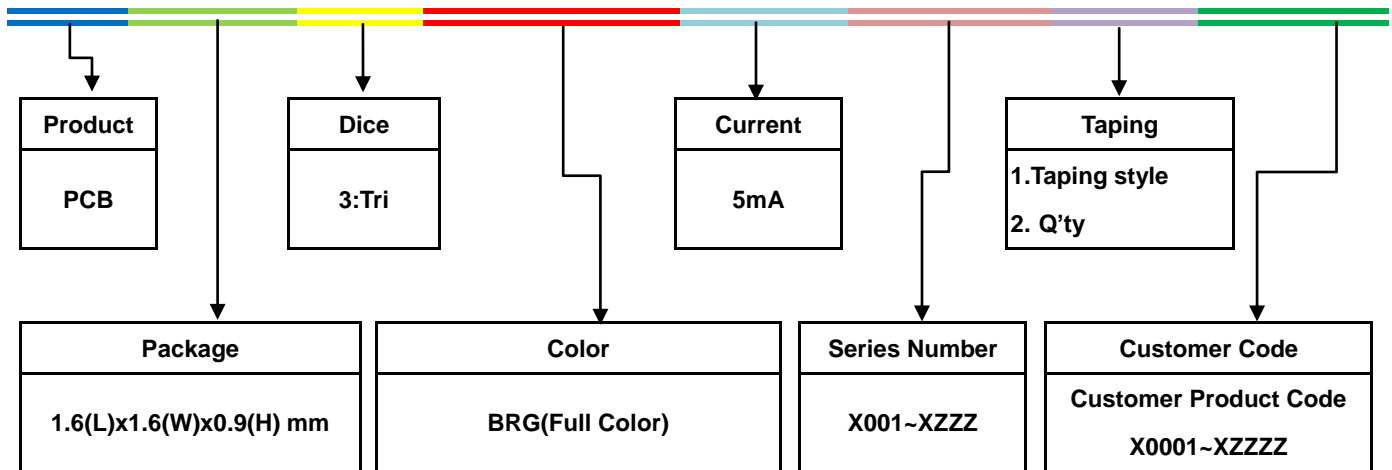 Product
PCB
Dice
3:Tri
Current
5mA
Taping
1.Taping style
2. Q’ty
Package
1.6(L)x1.6(W)x0.9(H) mm
Color
BRG(Full Color)
Series Number
X001~XZZZ
Customer Code
Customer Product Code
X0001~XZZZZ